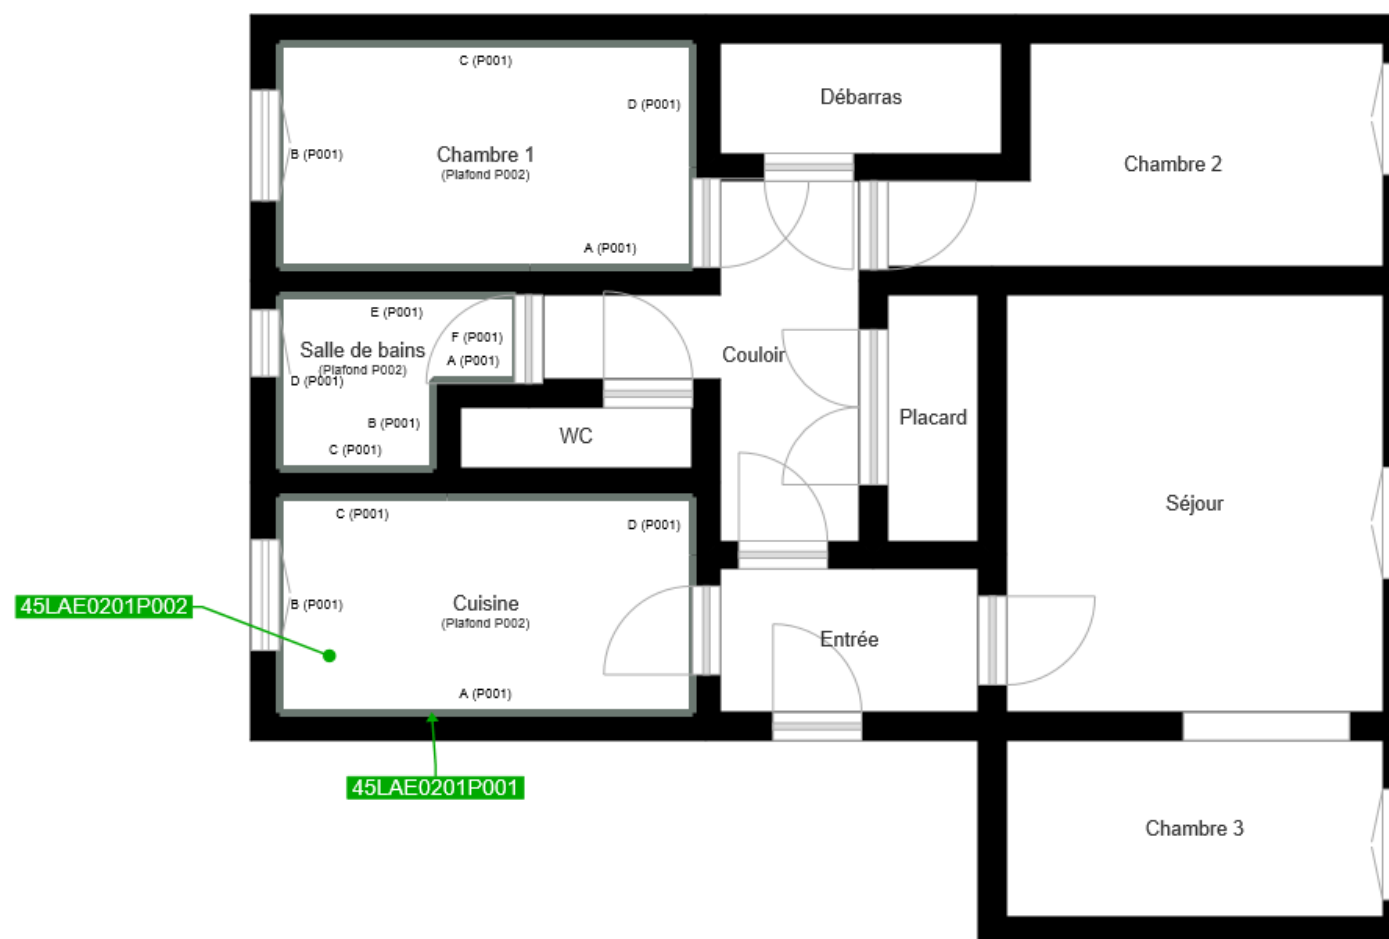 C (P001)
D (P001)
B (P001)
Chambre 1
(Plafond P002)
A (P001)
Débarras
Chambre 2
E (P001)
F (P001)
A (P001)
Salle de bains
(Plafond P002)
D (P001)
B (P001)
C (P001)
Couloir
Placard
WC
Séjour
C (P001)
D (P001)
B (P001)
Cuisine
(Plafond P002)
A (P001)
Entrée
45LAE0201P002
45LAE0201P001
Chambre 3